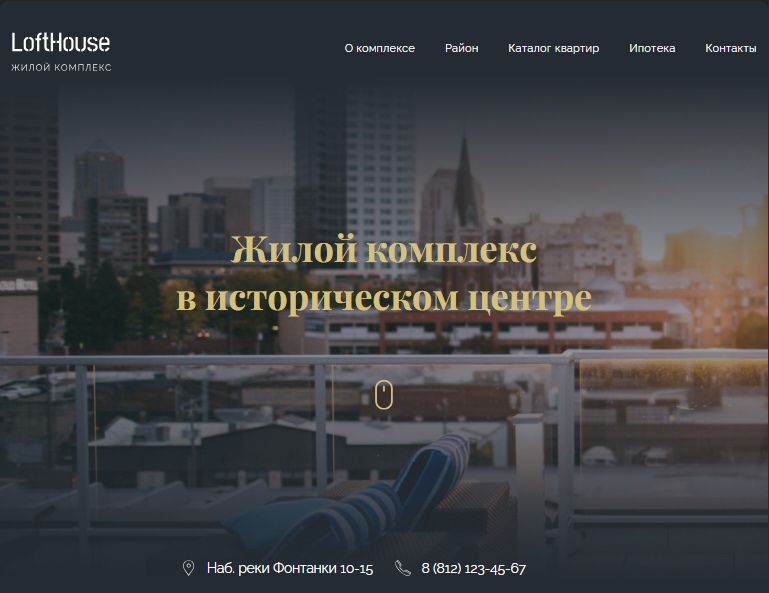 LoftHouse
ЖИЛОЙ КОМПЛЕКС
О комплексе Район Каталог квартир Ипотека Контакты
Жилой комплекс
в историческом центре
Наб. реки Фонтанки 10-15 8 (812) 123-45-67